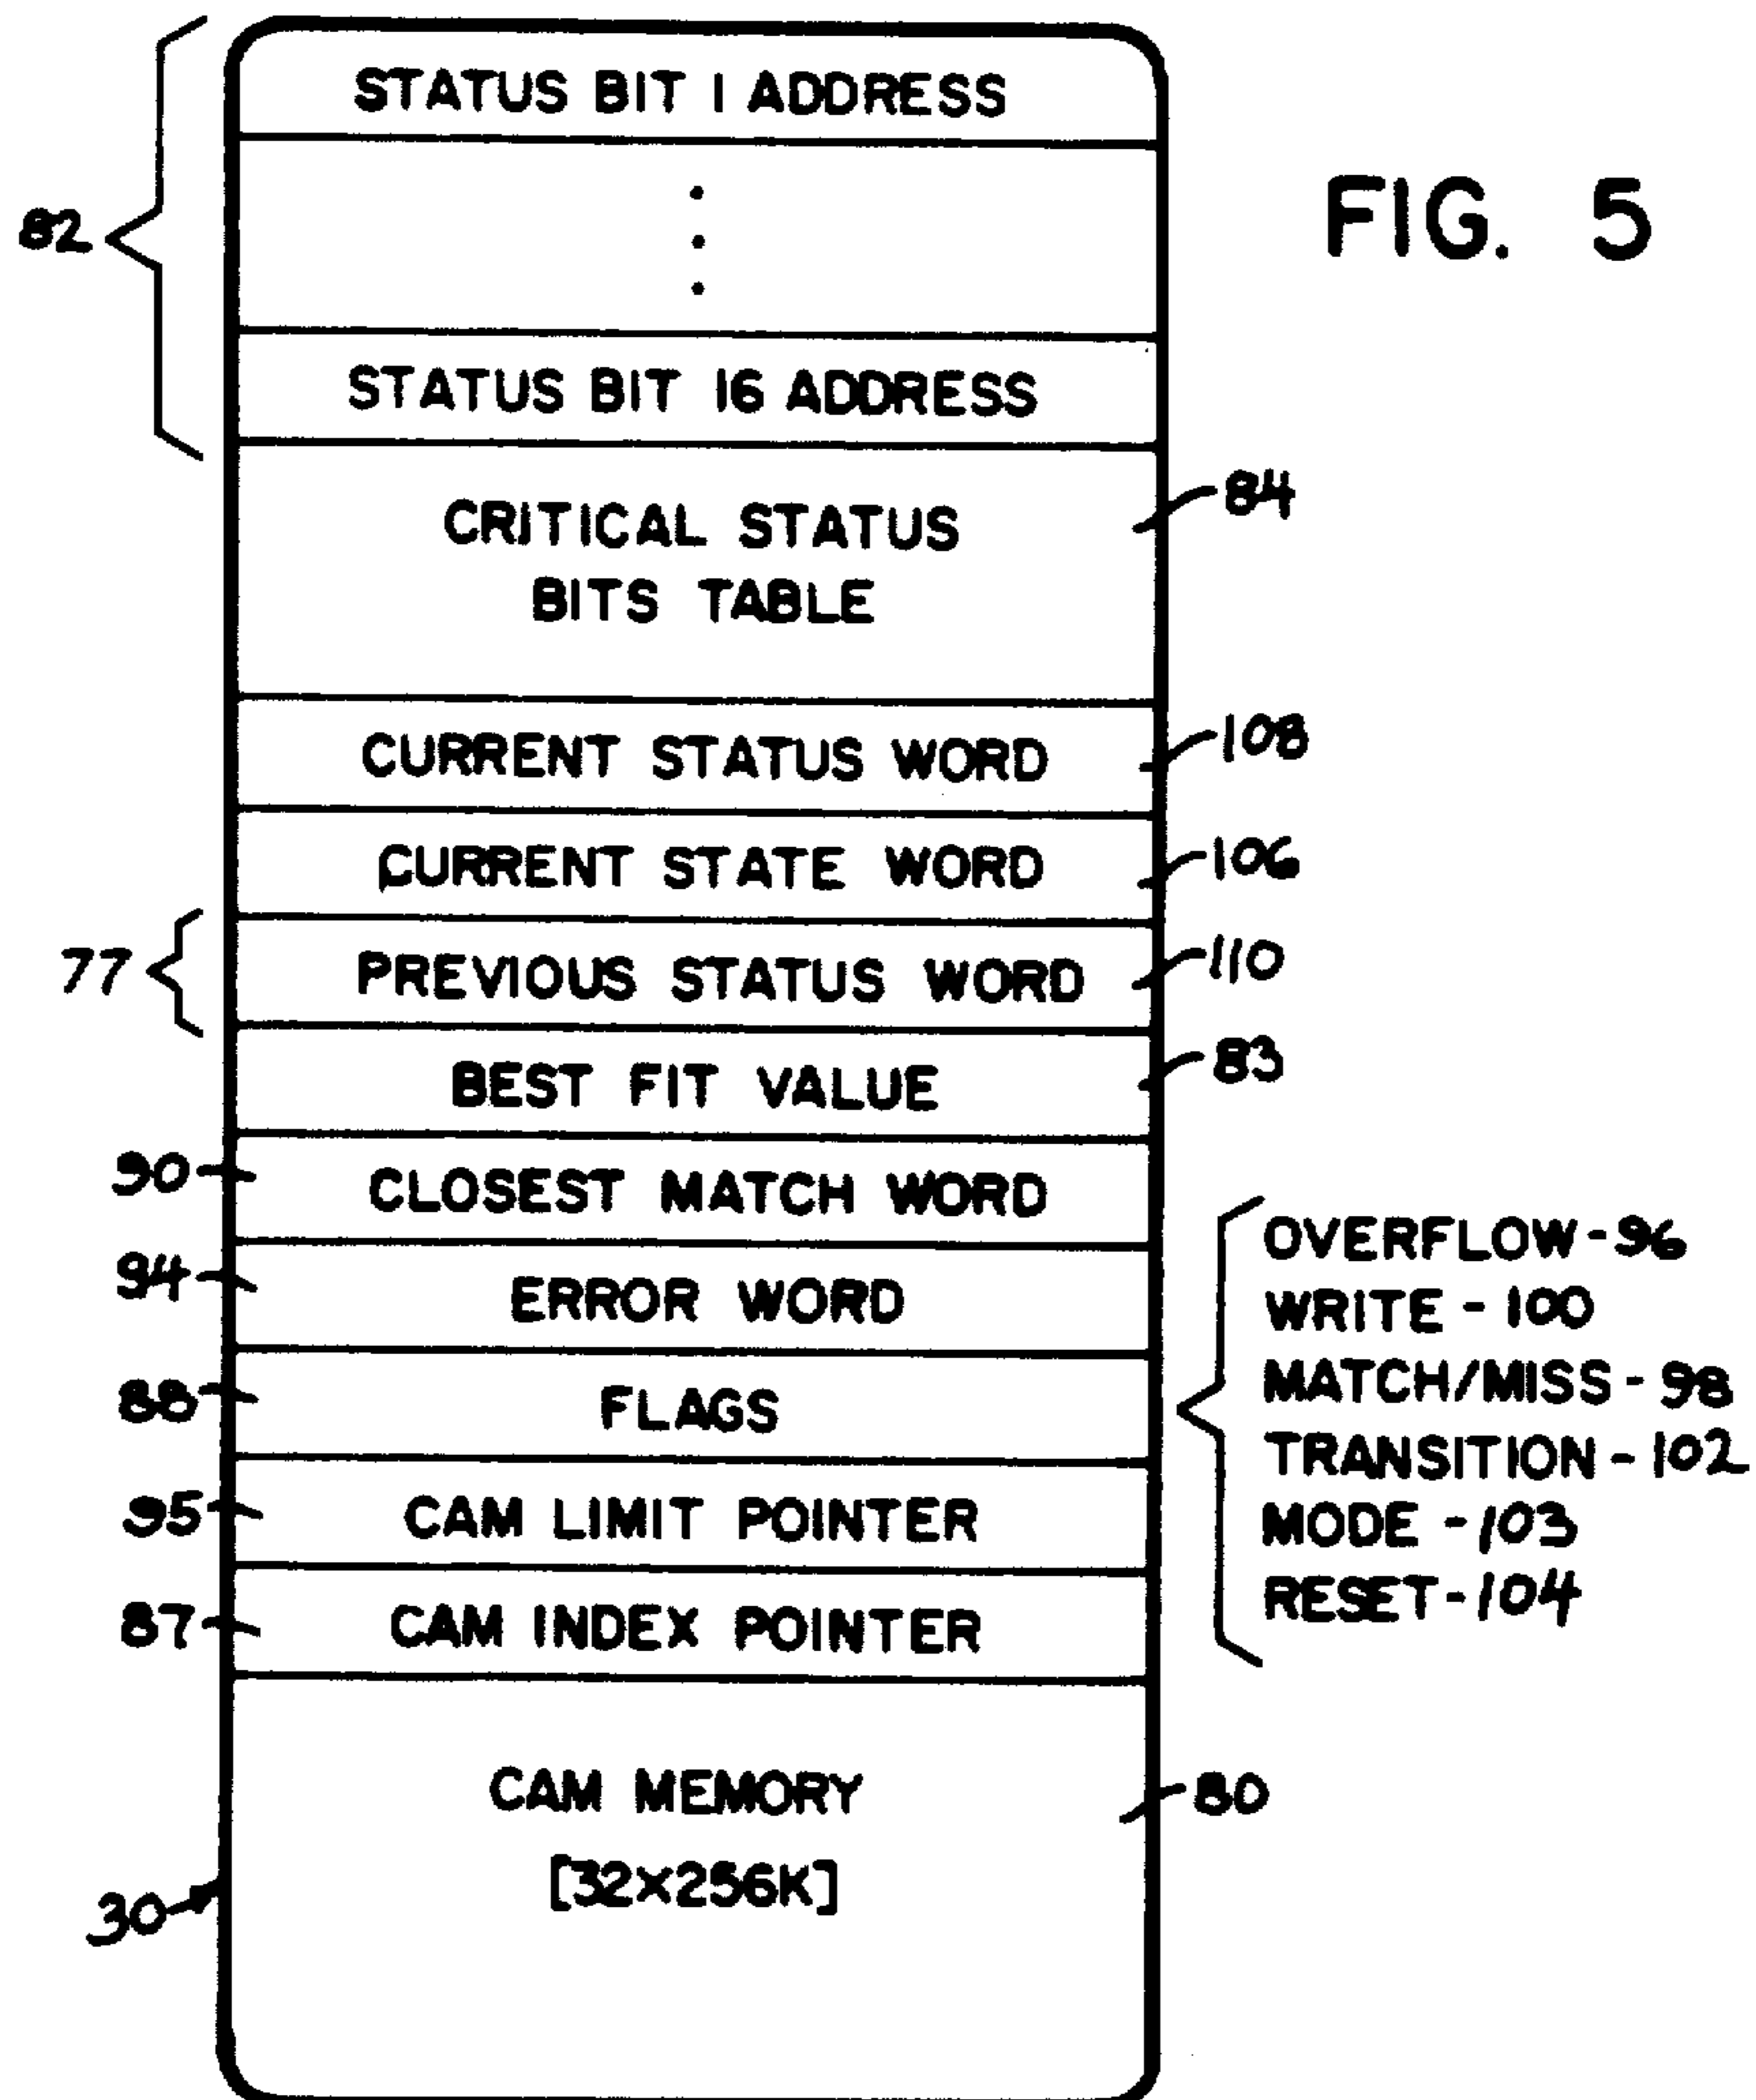 STATUS BIT 1 ADDRESS
82
FIG. 5
STATUS BIT 16 ADDRESS
CRITICAL STATUS
BITS TABLE
84
CURRENT STATUS WORD
108
CURRENT STATE WORD
106
77
PREVIOUS STATUS WORD
110
BEST FIT VALUE
83
90
CLOSEST MATCH WORD
94
ERROR WORD
88
FLAGS
OVERFLOW-96
WRITE - 100
MATCH/MISS - 98
TRANSITION - 102
MODE - 103
RESET-104
95
CAM LIMIT POINTER
87
CAM INDEX POINTER
CAM MEMORY
[32X256K]
80
30